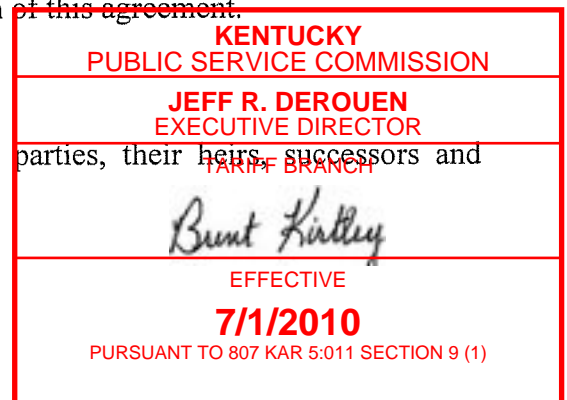 of this agreement.
KENTUCKY
PUBLIC SERVICE COMMISSION
JEFF R. DEROUEN
EXECUTIVE DIRECTOR
parties, their heirs, successors and
TARIFF BRANCH
Bunt Kirtley
EFFECTIVE
7/1/2010
PURSUANT TO 807 KAR 5:011 SECTION 9 (1)